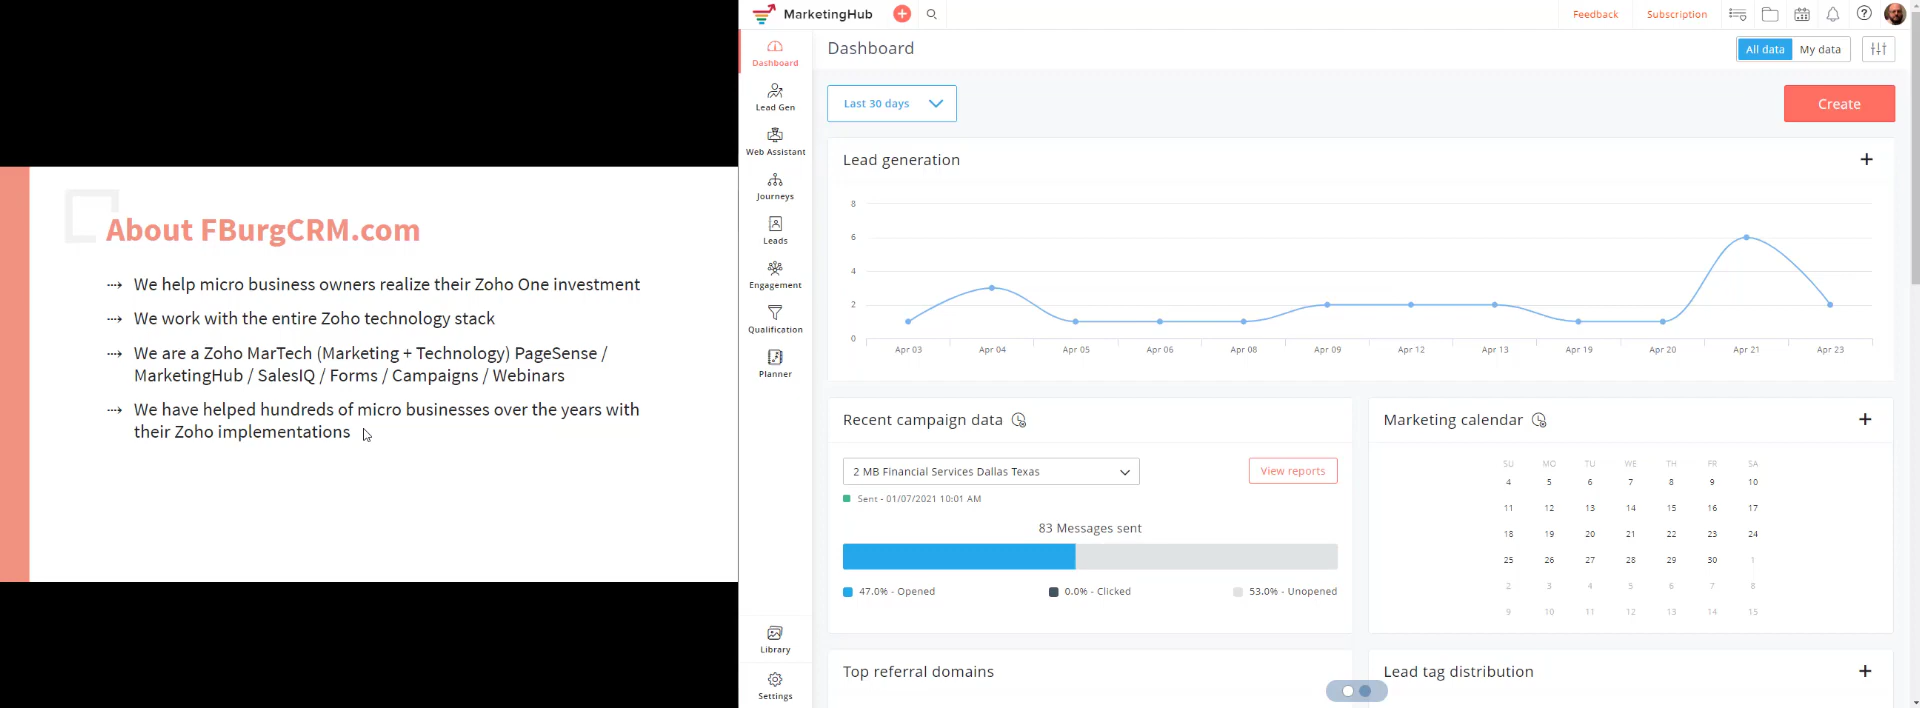 About FBurgCRM.com
We help micro business owners realize their Zoho One investment
We work with the entire Zoho technology stack
We are a Zoho MarTech (Marketing + Technology) PageSense /
MarketingHub / SalesIQ / Forms / Campaigns / Webinars
We have helped hundreds of micro businesses over the years with
their Zoho implementations
MarketingHub
Feedback
Subscription
Dashboard
Lead Gen
Web Assistant
Journeys
Leads
Engagement
Qualification
Planner
Library
Settings
Dashboard
All data
My data
Last 30 days
Create
Lead generation
8
6
4
2
0
Apr 03 Apr 04 Apr 05 Apr 06 Apr 08 Apr 09 Apr 12 Apr 13 Apr 19 Apr 20 Apr 21 Apr 23
Recent campaign data
2 MB Financial Services Dallas Texas
View reports
Sent - 01/07/2021 10:01 AM
83 Messages sent
47.0% - Opened
0.0% - Clicked
53.0% - Unopened
Marketing calendar
SU MO TU WE TH FR SA
4 5 6 7 8 9 10
11 12 13 14 15 16 17
18 19 20 21 22 23 24
25 26 27 28 29 30 1
2 3 4 5 6 7 8
9 10 11 12 13 14 15
Top referral domains
Lead tag distribution